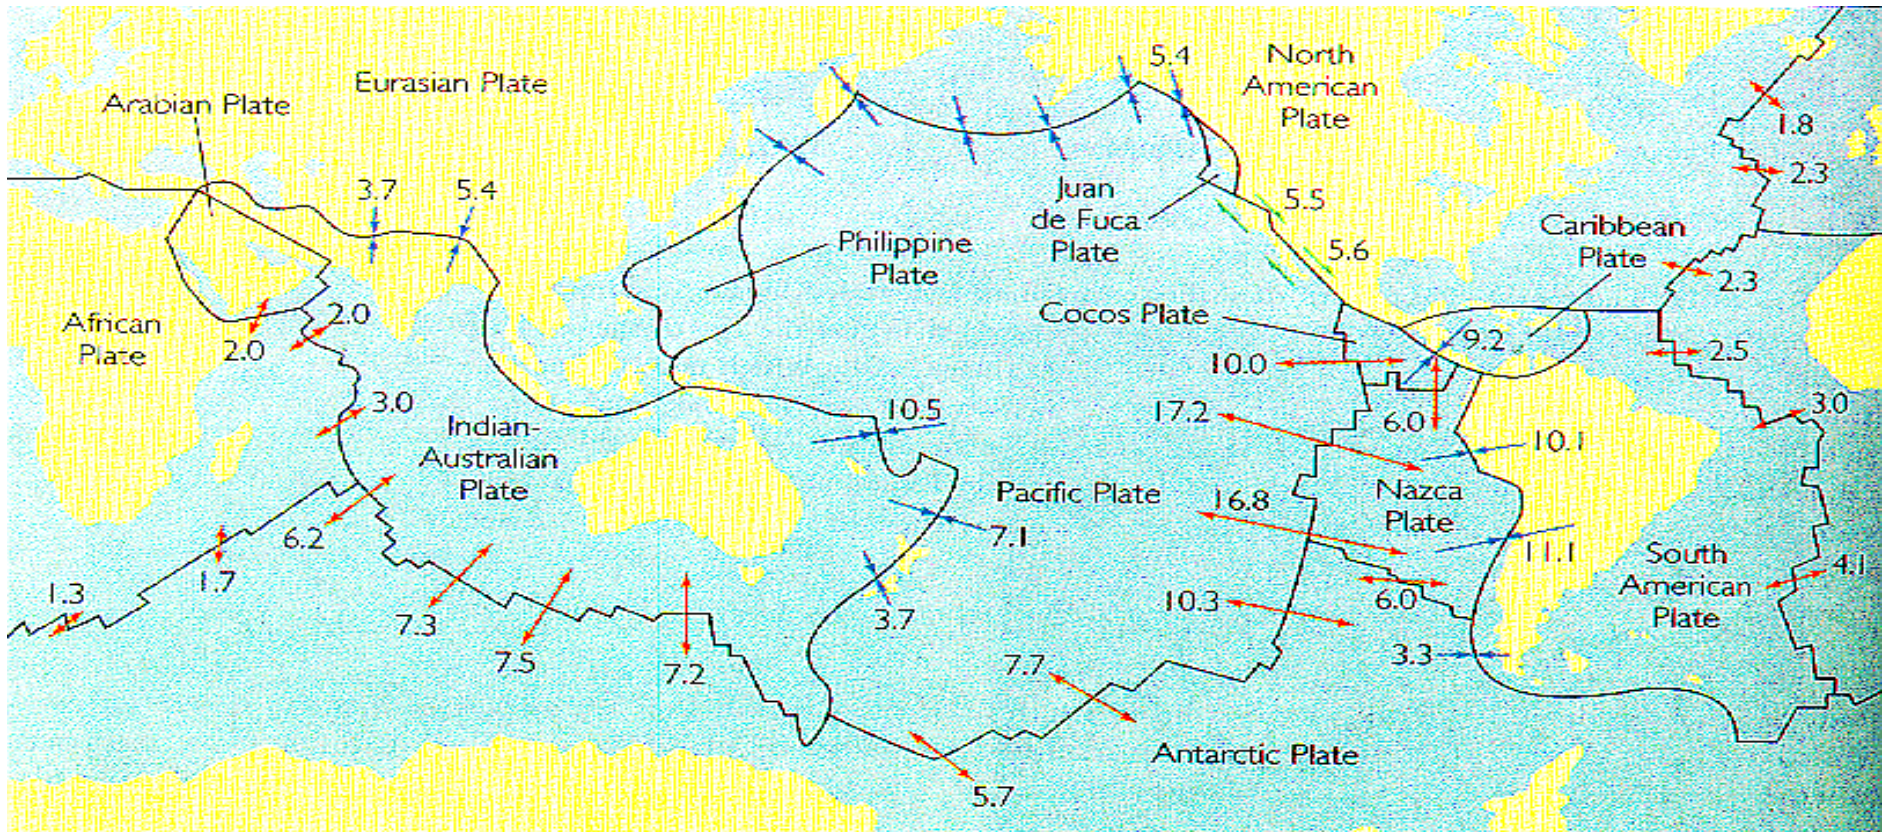 5.4
North
American
Plate
Eurasian Plate
Arabian Plate
1.8
2.3
3.7
5.4
Juan
de Fuca
Plate
5.5
5.6
Caribbean
Plate
Philippine
Plate
2.3
African
Plate
2.0
2.0
Cocos Plate
9.2
2.5
10.0
3.0
17.2
6.0
3.0
10.5
10.1
Indian-
Australian
Plate
Pacific Plate
Nazca
Plate
16.8
6.2
7.1
11.1
South
American
Plate
4.1
1.7
1.3
7.3
7.5
7.2
3.7
10.3
6.0
3.3
7.7
Antarctic Plate
5.7